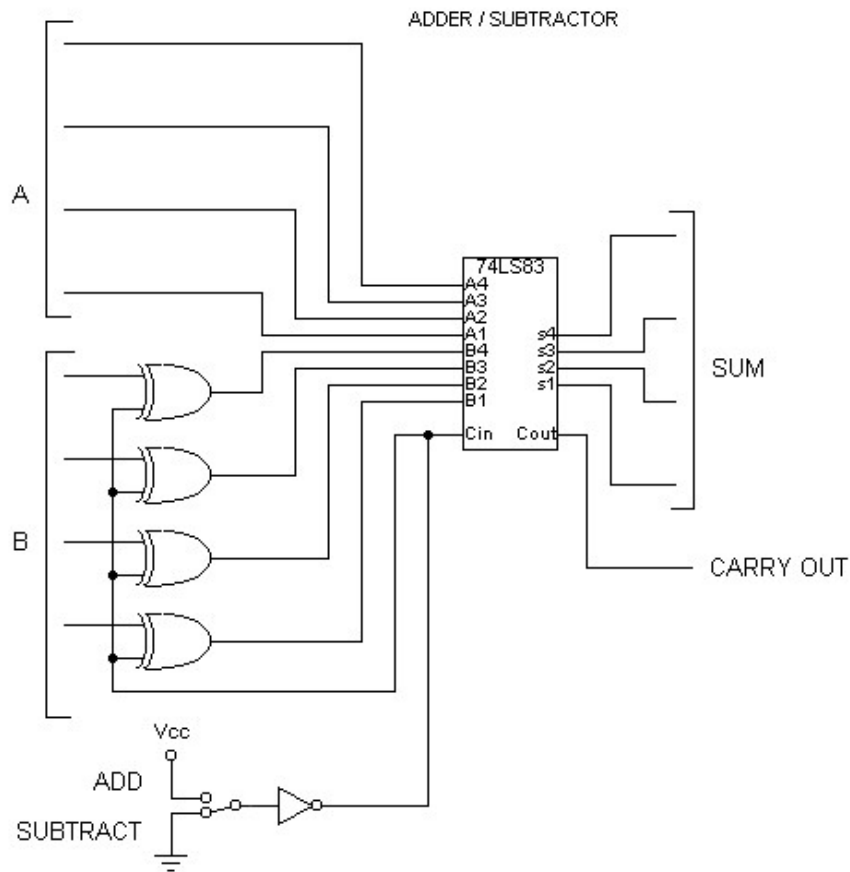 ADDER / SUBTRACTOR
A
74LS83
A4
A3
A2
A1 s4
B4 s3
B3 s2
B2 s1
B1
Cin Cout
SUM
B
CARRY OUT
Vcc
ADD
SUBTRACT